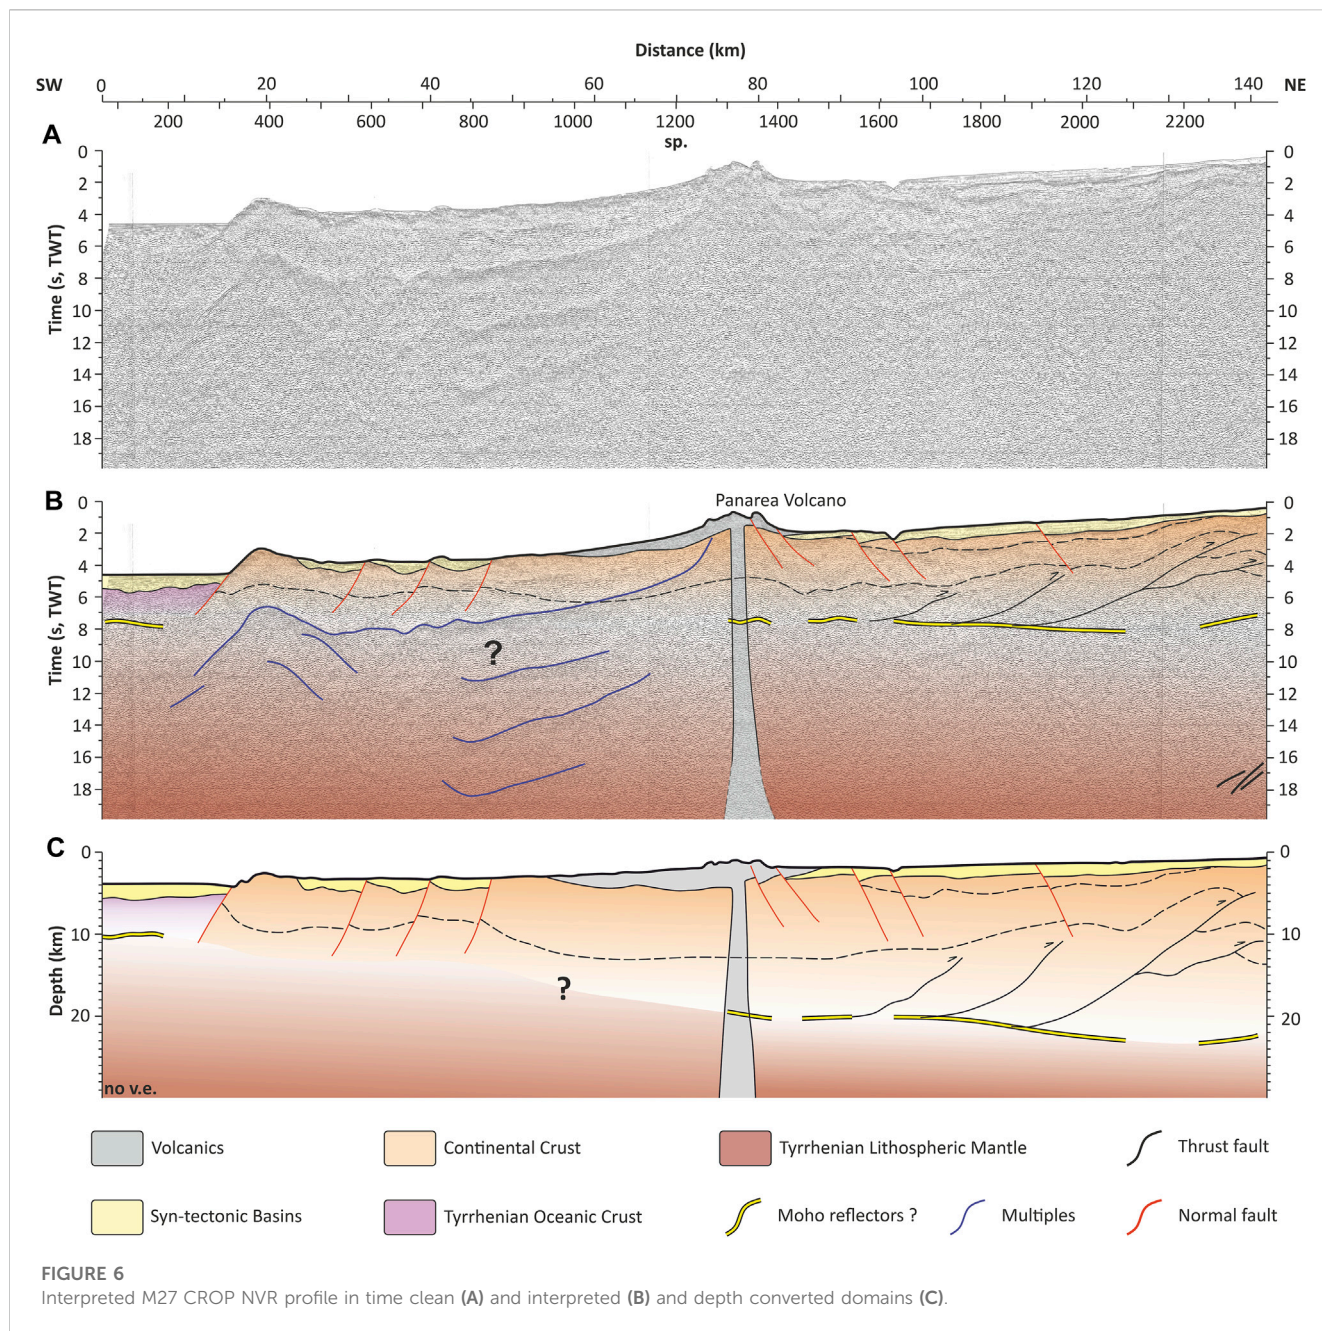 Distance (km)
SW 0 20 40 60 80 100 120 140 NE
200 400 600 800 1000 1200 1400 1600 1800 2000 2200
sp.
A
0 0
2 2
4 4
6 6
8 8
10 10
12 12
14 14
16 16
18 18
Time (s, TWT)
B
Panarea Volcano
0 0
2 2
4 4
6 6
8 8
?
10 10
12 12
14 14
16 16
18 18
Time (s, TWT)
C
0 0
10 10
?
20 20
Depth (km)
no v.e.
Volcanics Continental Crust Tyrrhenian Lithospheric Mantle Thrust fault
Syn-tectonic Basins Tyrrhenian Oceanic Crust Moho reflectors ? Multiples Normal fault
FIGURE 6
Interpreted M27 CROP NVR profile in time clean (A) and interpreted (B) and depth converted domains (C).